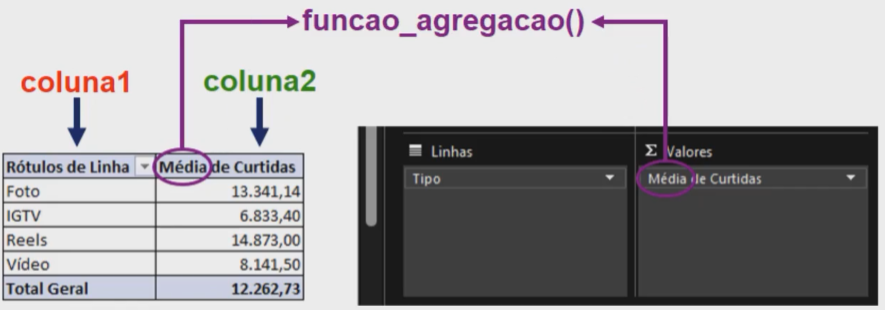 funcao_agregacao()
coluna1
coluna2
Rótulos de Linha Média de Curtidas
Foto 13.341,14
IGTV 6.833,40
Reels 14.873,00
Vídeo 8.141,50
Total Geral 12.262,73
Linhas
Tipo
Σ Valores
Média de Curtidas